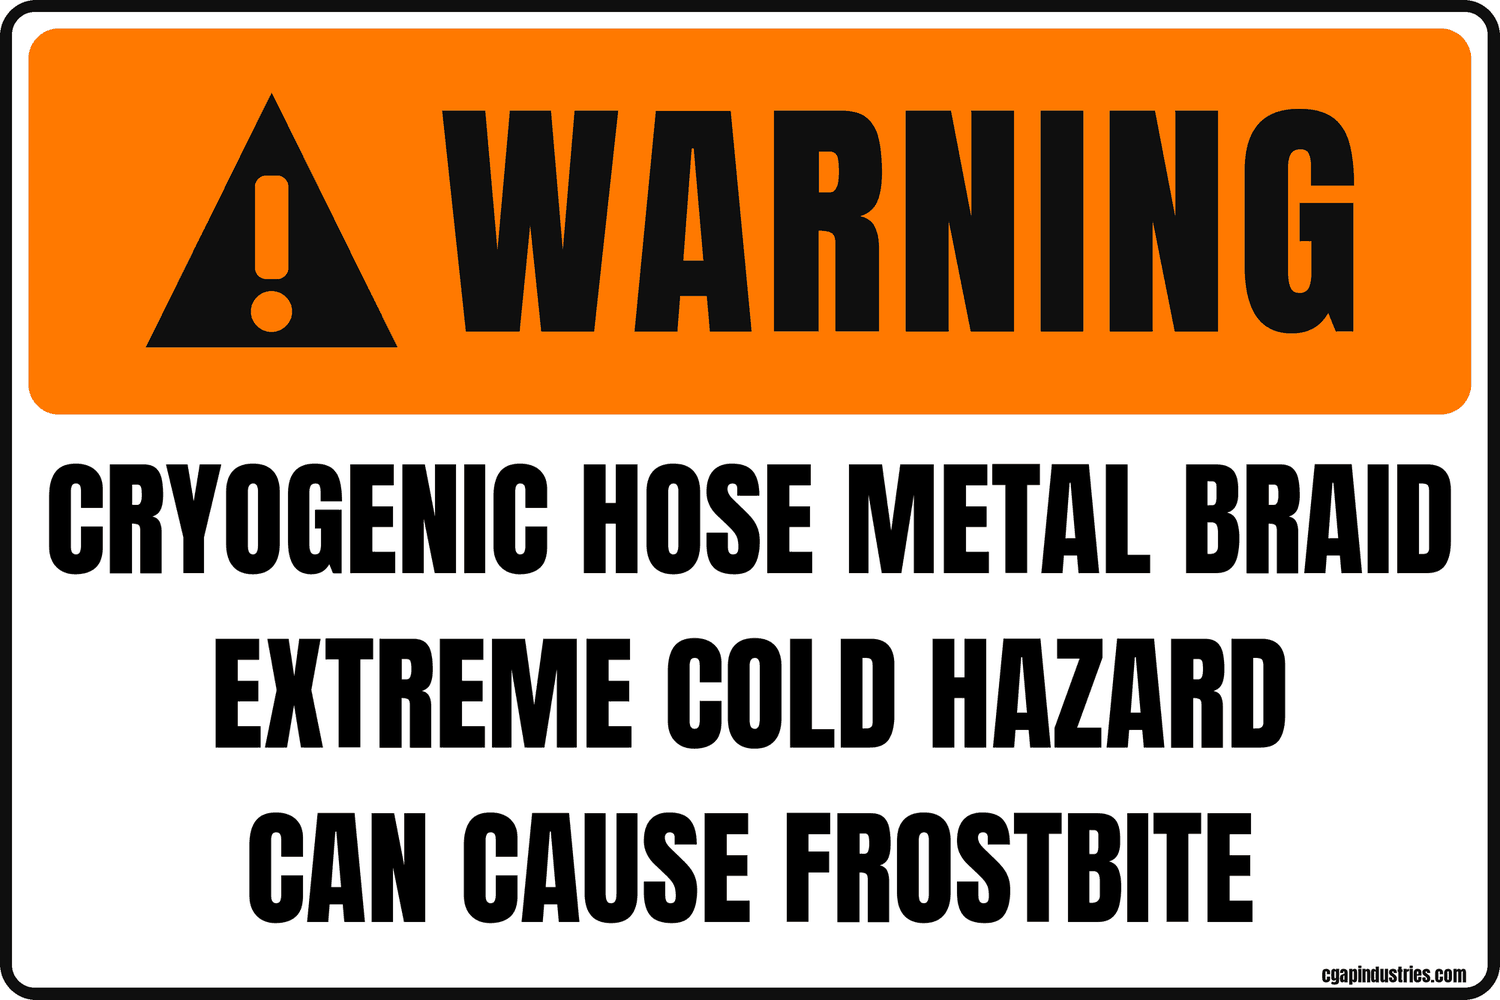 WARNING
CRYOGENIC HOSE METAL BRAID
EXTREME COLD HAZARD
CAN CAUSE FROSTBITE
cgapindustries.com